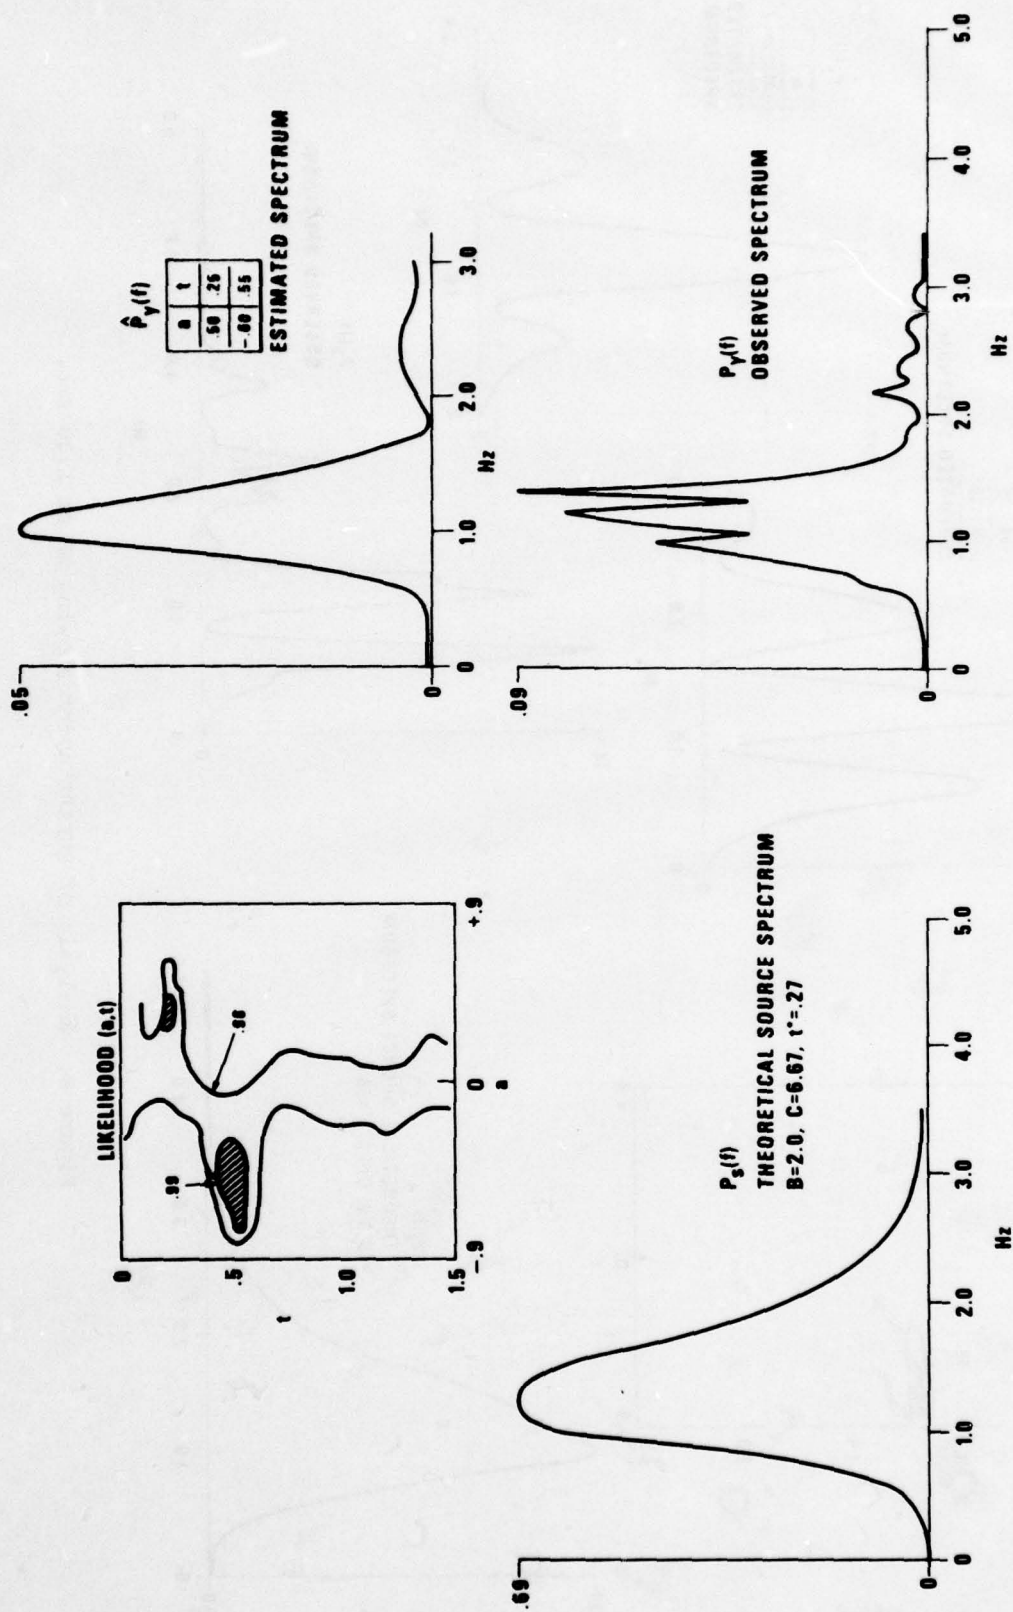 LIKELIHOOD (a,t)
0
.5
1.0
1.5
t
-.9
0
+.9
a
.99
.98
P̂y(f)
a t
.50 .25
-.60 .55
ESTIMATED SPECTRUM
.05
0
0 1.0 2.0 3.0
Hz
Ps(f)
THEORETICAL SOURCE SPECTRUM
B=2.0, C=6.67, t*=.27
.69
0
0 1.0 2.0 3.0 4.0 5.0
Hz
Py(f)
OBSERVED SPECTRUM
.09
0
0 1.0 2.0 3.0 4.0 5.0
Hz